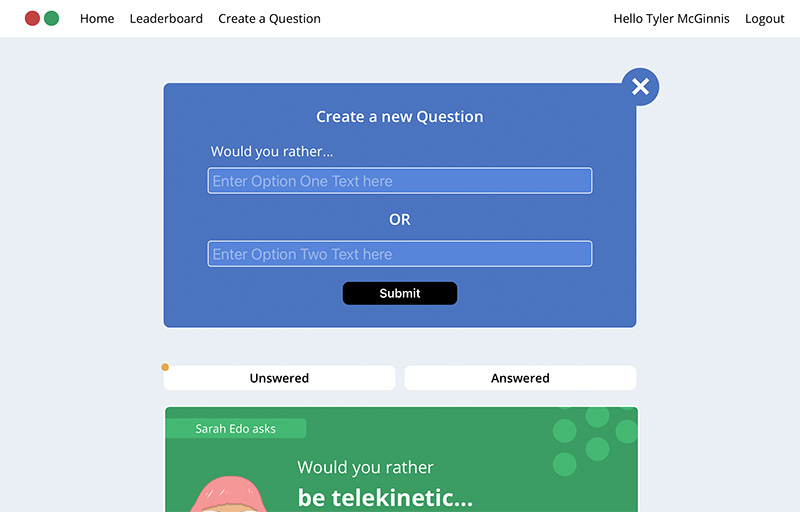 Home Leaderboard Create a Question Hello Tyler McGinnis Logout
Create a new Question
Would you rather...
Enter Option One Text here
OR
Enter Option Two Text here
Submit
Unswered Answered
Sarah Edo asks
Would you rather
be telekinetic...